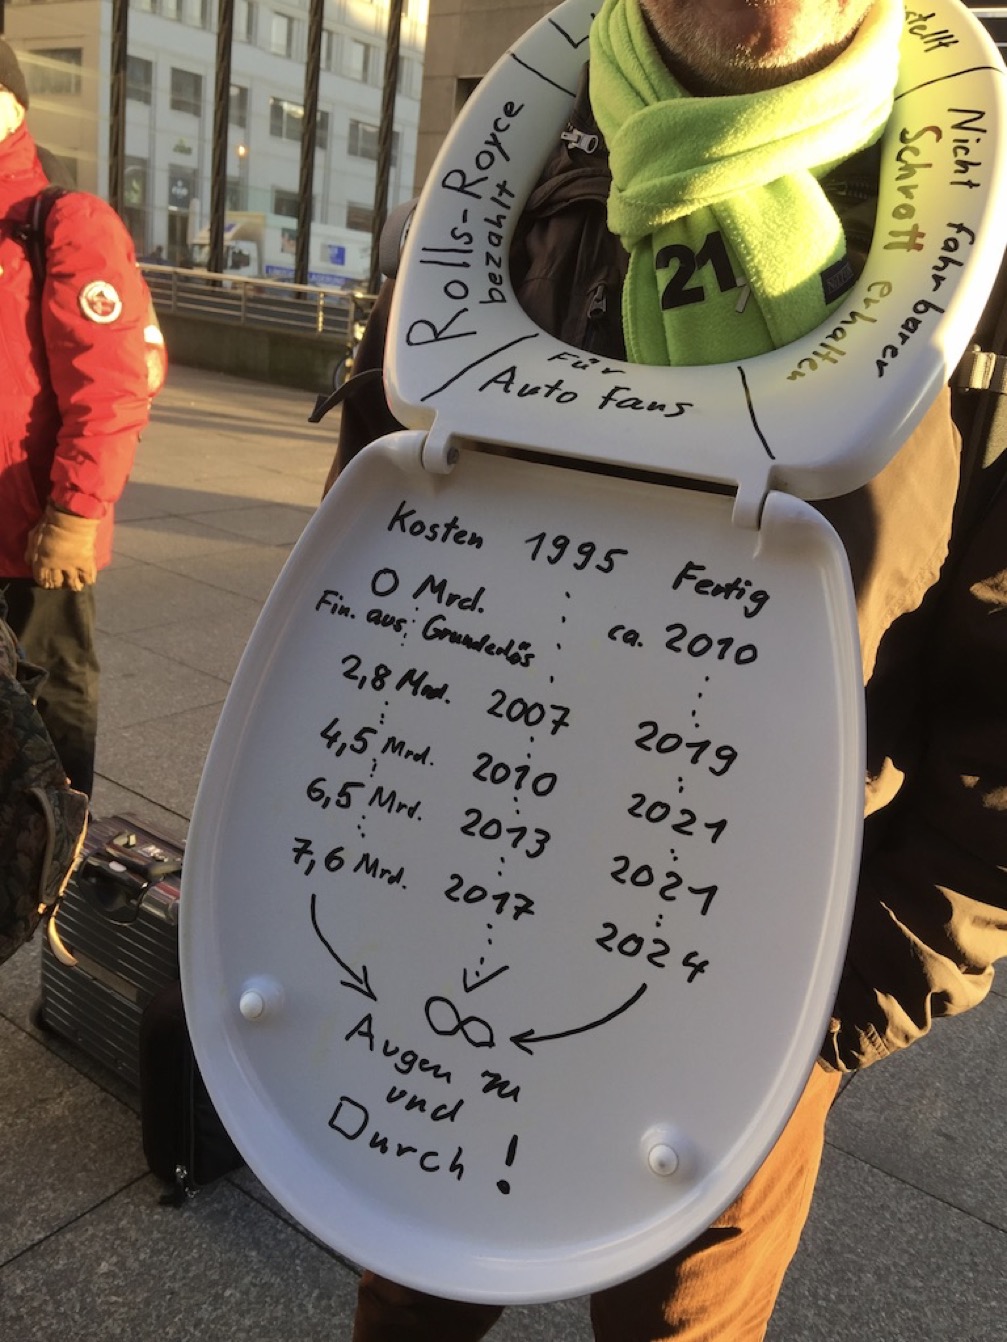 Rolls-Royce
bezahlt
Für
Auto Fans
Nicht fahrbarer
Schrott erhalten
21
Kosten 1995 Fertig
0 Mrd. ca. 2010
Fin. aus Grunderlös
2,8 Mrd. 2007 2019
4,5 Mrd. 2010 2021
6,5 Mrd. 2013 2021
7,6 Mrd. 2017 2024
∞
Augen zu
und
Durch !